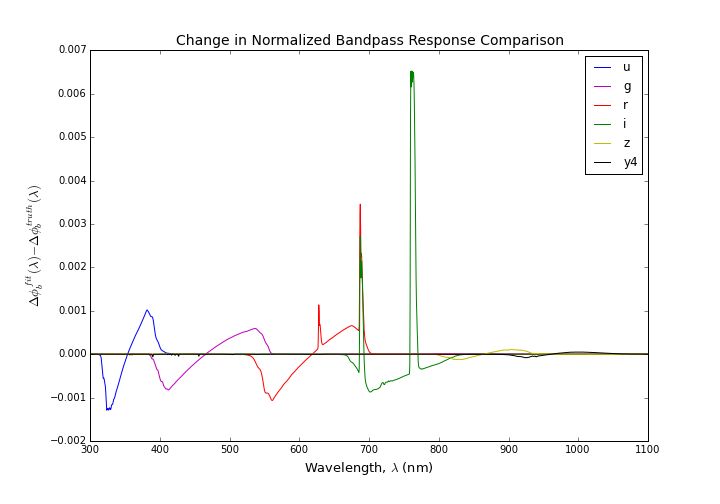 Change in Normalized Bandpass Response Comparison
0.007
0.006
0.005
0.004
0.003
0.002
0.001
0.000
−0.001
−0.002
Δϕ_b^{fit}(λ)−Δϕ_b^{truth}(λ)
u
g
r
i
z
y4
300 400 500 600 700 800 900 1000 1100
Wavelength, λ (nm)